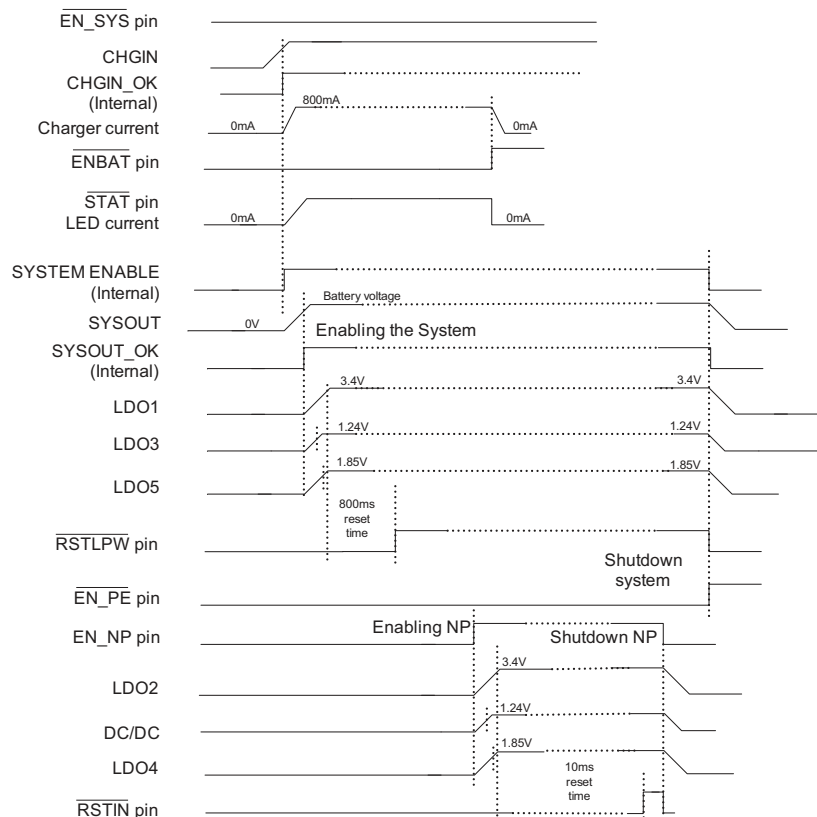 EN_SYS pin
CHGIN
CHGIN_OK
(Internal)
800mA
Charger current
0mA
0mA
ENBAT pin
STAT pin
LED current
0mA
0mA
SYSTEM ENABLE
(Internal)
Battery voltage
SYSOUT
0V
Enabling the System
SYSOUT_OK
(Internal)
3.4V
3.4V
LDO1
1.24V
1.24V
LDO3
1.85V
1.85V
LDO5
800ms
reset
time
RSTLPW pin
Shutdown
system
EN_PE pin
Enabling NP
EN_NP pin
Shutdown NP
3.4V
LDO2
1.24V
DC/DC
1.85V
LDO4
10ms
reset
time
RSTIN pin